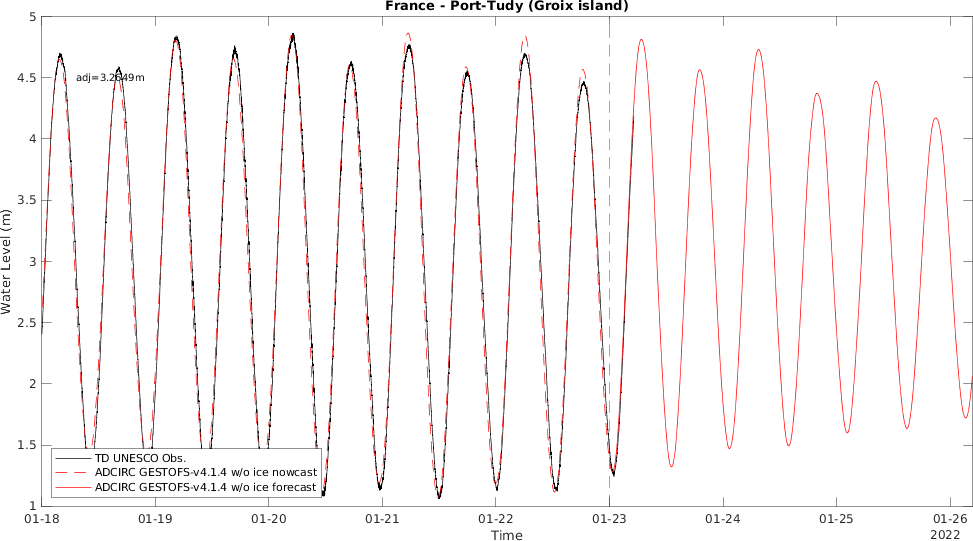 France - Port-Tudy (Groix island)
5
4.5
4
3.5
3
2.5
2
1.5
1
Water Level (m)
adj=3.2649m
TD UNESCO Obs.
ADCIRC GESTOFS-v4.1.4 w/o ice nowcast
ADCIRC GESTOFS-v4.1.4 w/o ice forecast
01-18 01-19 01-20 01-21 01-22 01-23 01-24 01-25 01-26
Time
2022